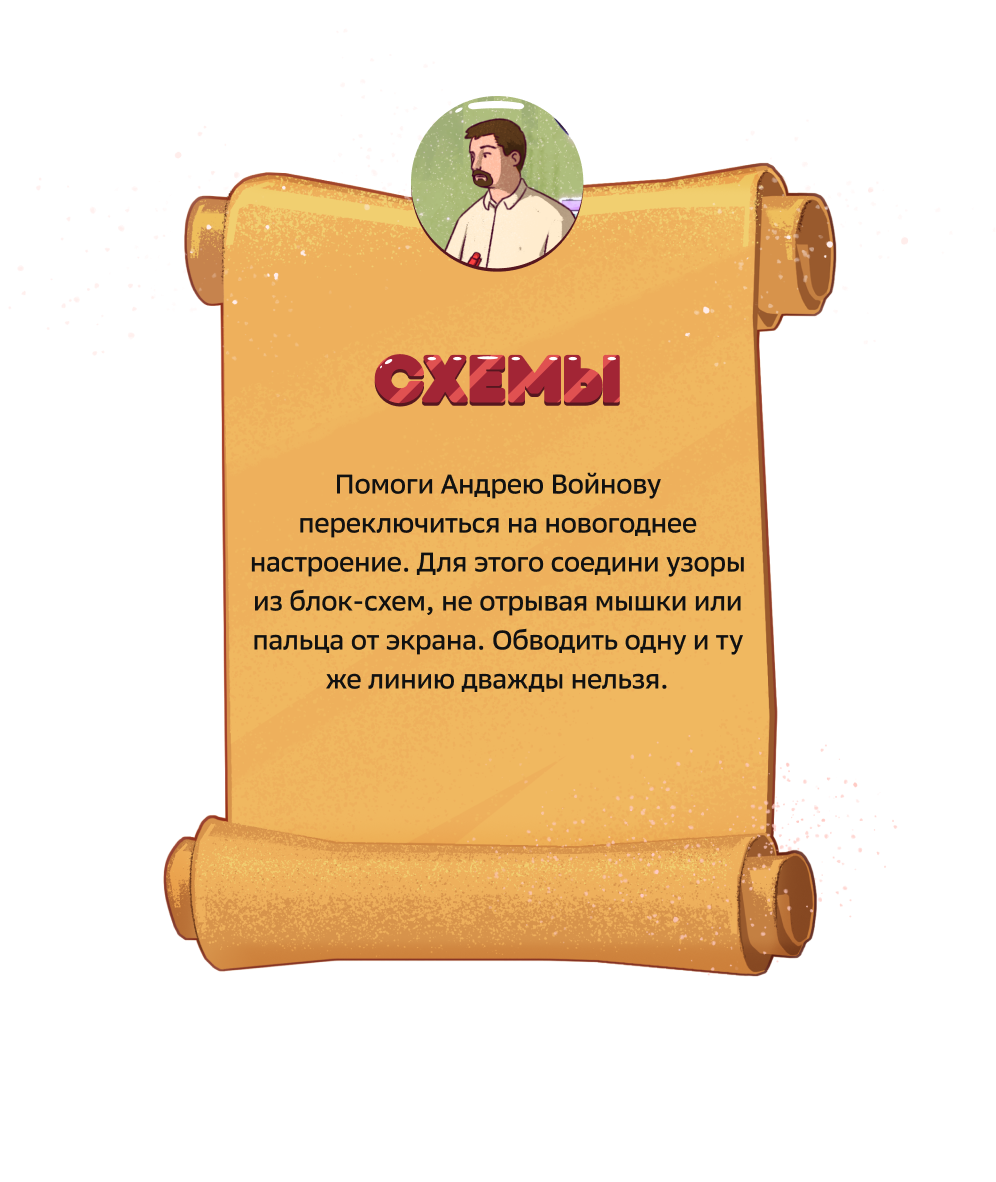 СХЕМЫ
Помоги Андрею Войнову
переключиться на новогоднее
настроение. Для этого соедини узоры
из блок-схем, не отрывая мышки или
пальца от экрана. Обводить одну и ту
же линию дважды нельзя.